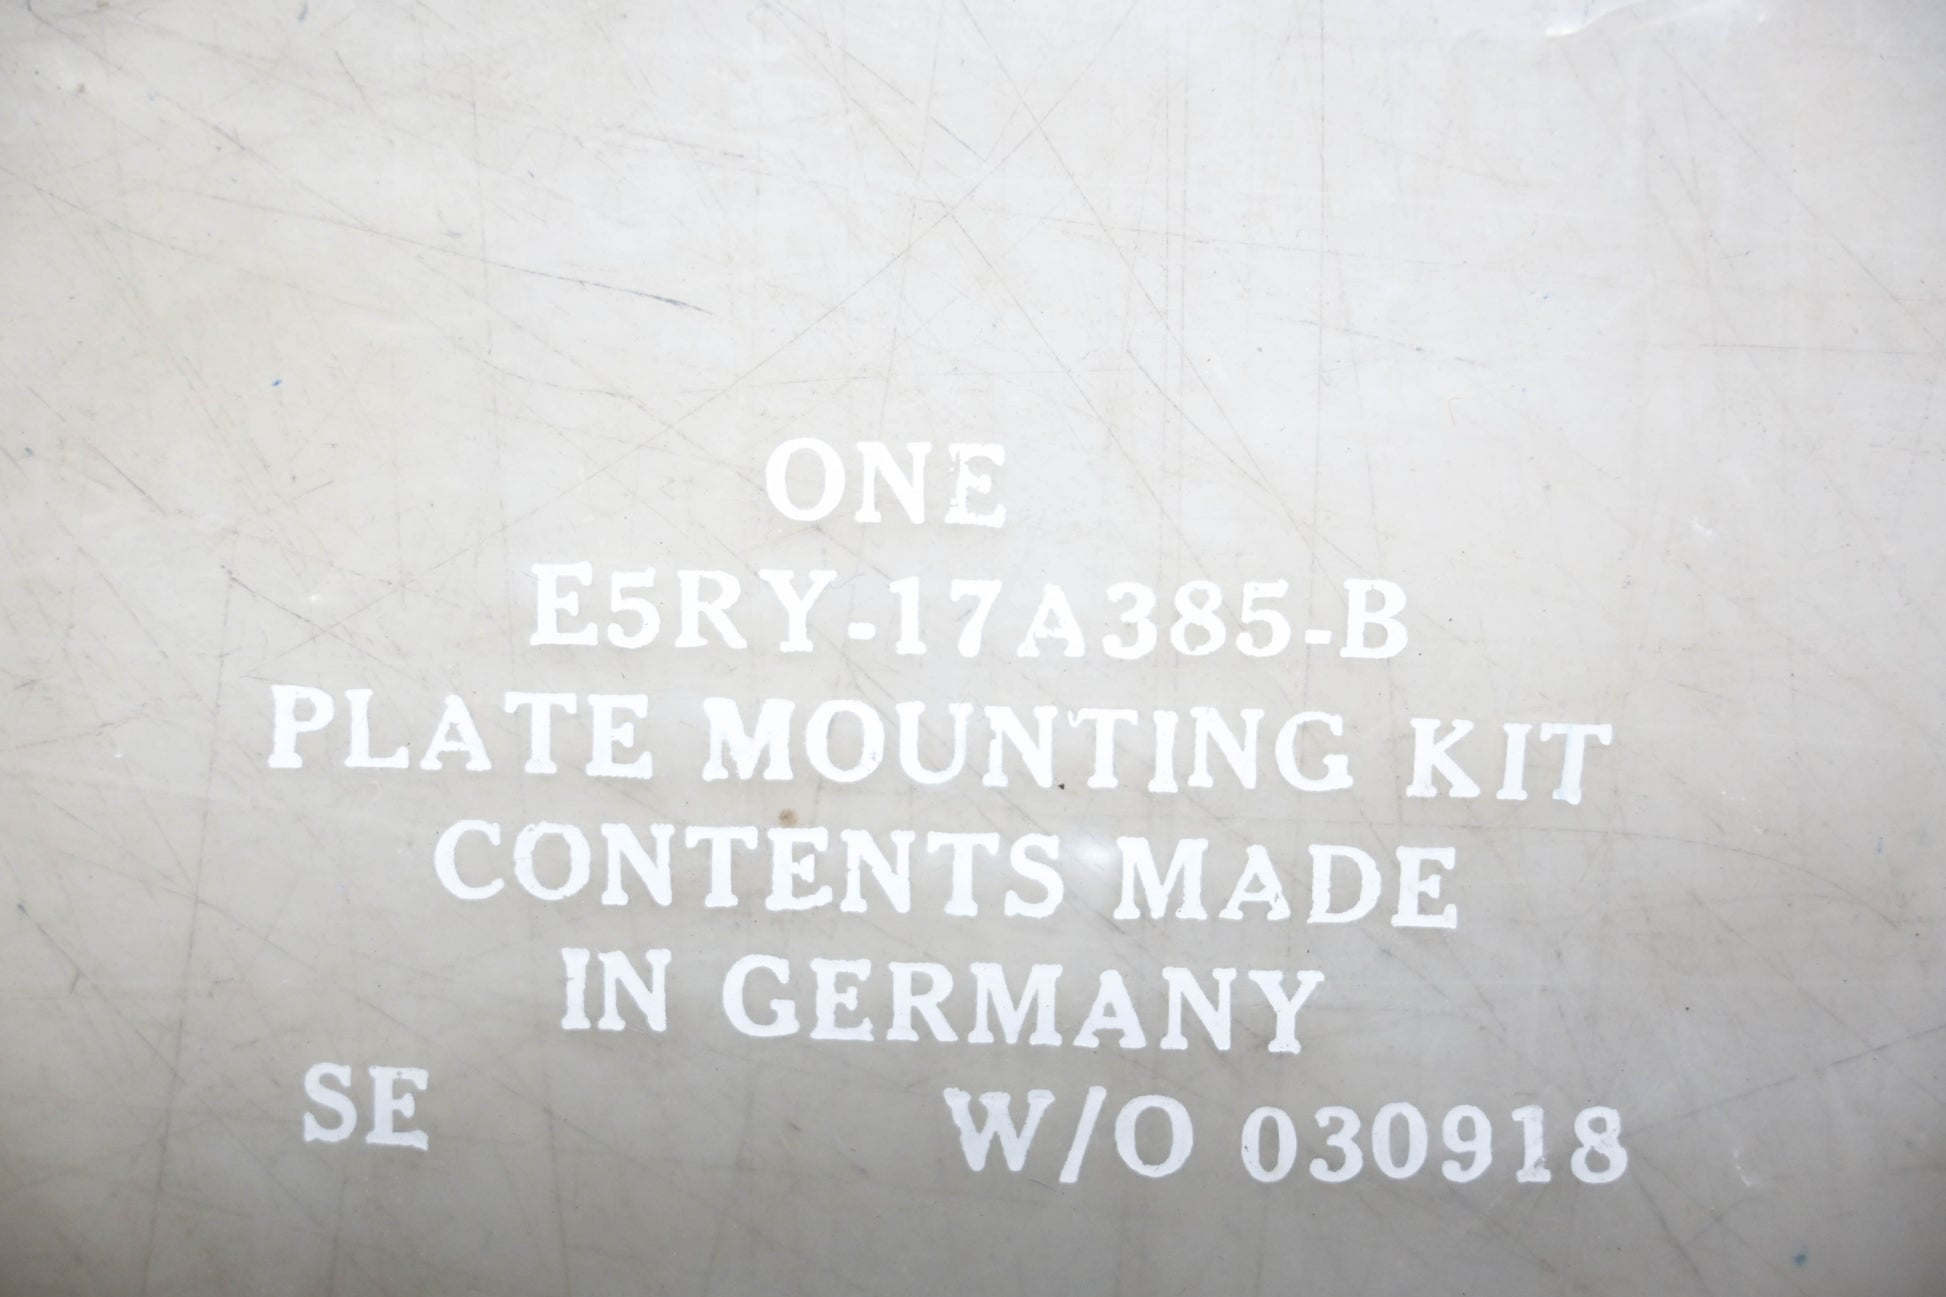 ONE
E5RY-17A385-B
PLATE MOUNTING KIT
CONTENTS MADE
IN GERMANY
SE W/O 030918